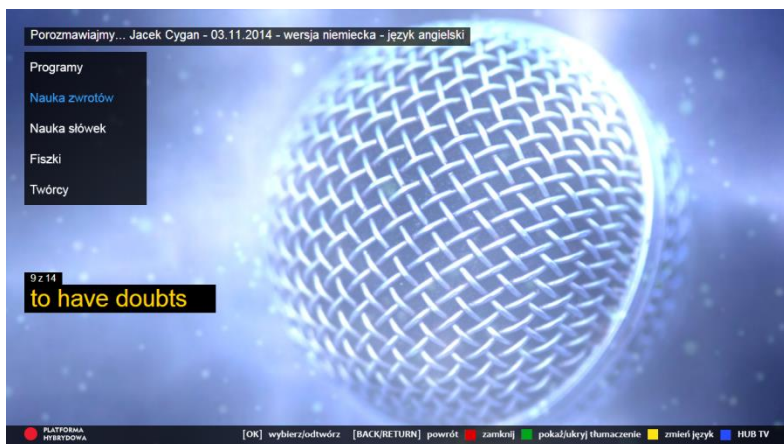 Porozmawiajmy... Jacek Cygan - 03.11.2014 - wersja niemiecka - język angielski
Programy
Nauka zwrotów
Nauka słówek
Fiszki
Twórcy
9 z 14
to have doubts
PLATFORMA
HYBRYDOWA
[OK] wybierz/odtwórz [BACK/RETURN] powrót zamknij pokaż/ukryj tłumaczenie zmień język HUB TV